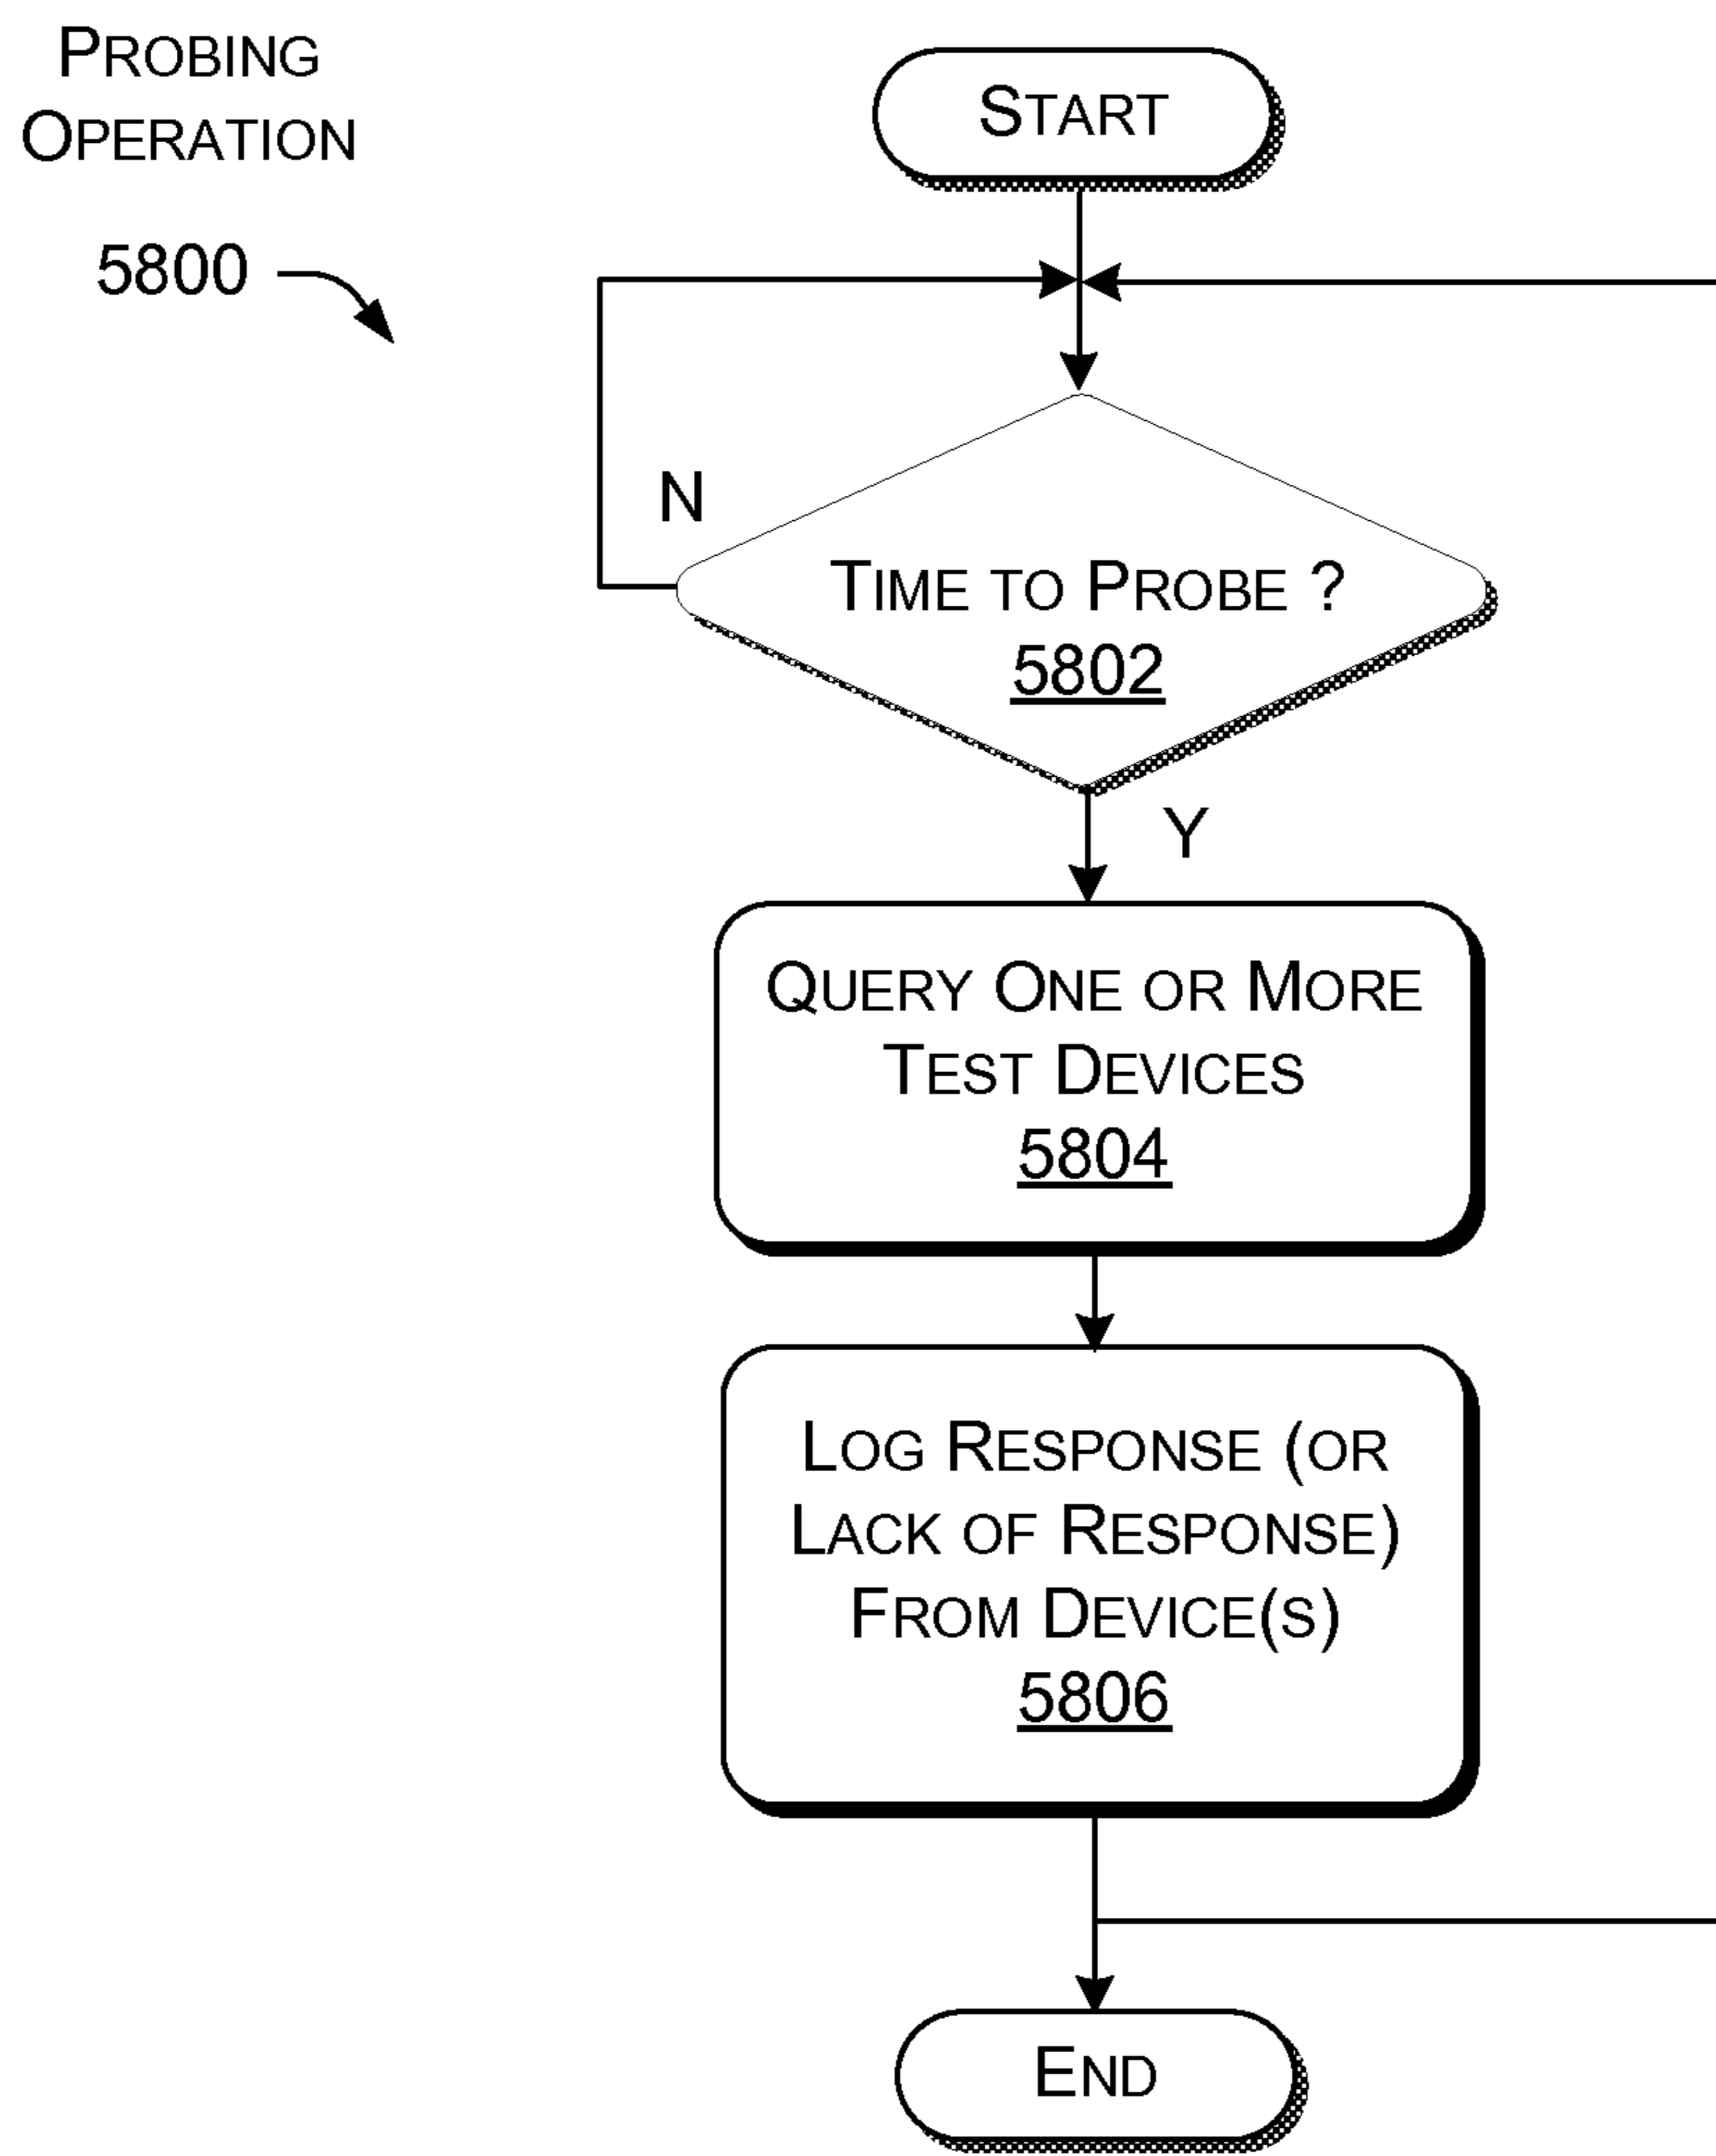 PROBING
OPERATION
5800
START
N
TIME TO PROBE ?
5802
Y
QUERY ONE OR MORE
TEST DEVICES
5804
LOG RESPONSE (OR
LACK OF RESPONSE)
FROM DEVICE(S)
5806
END